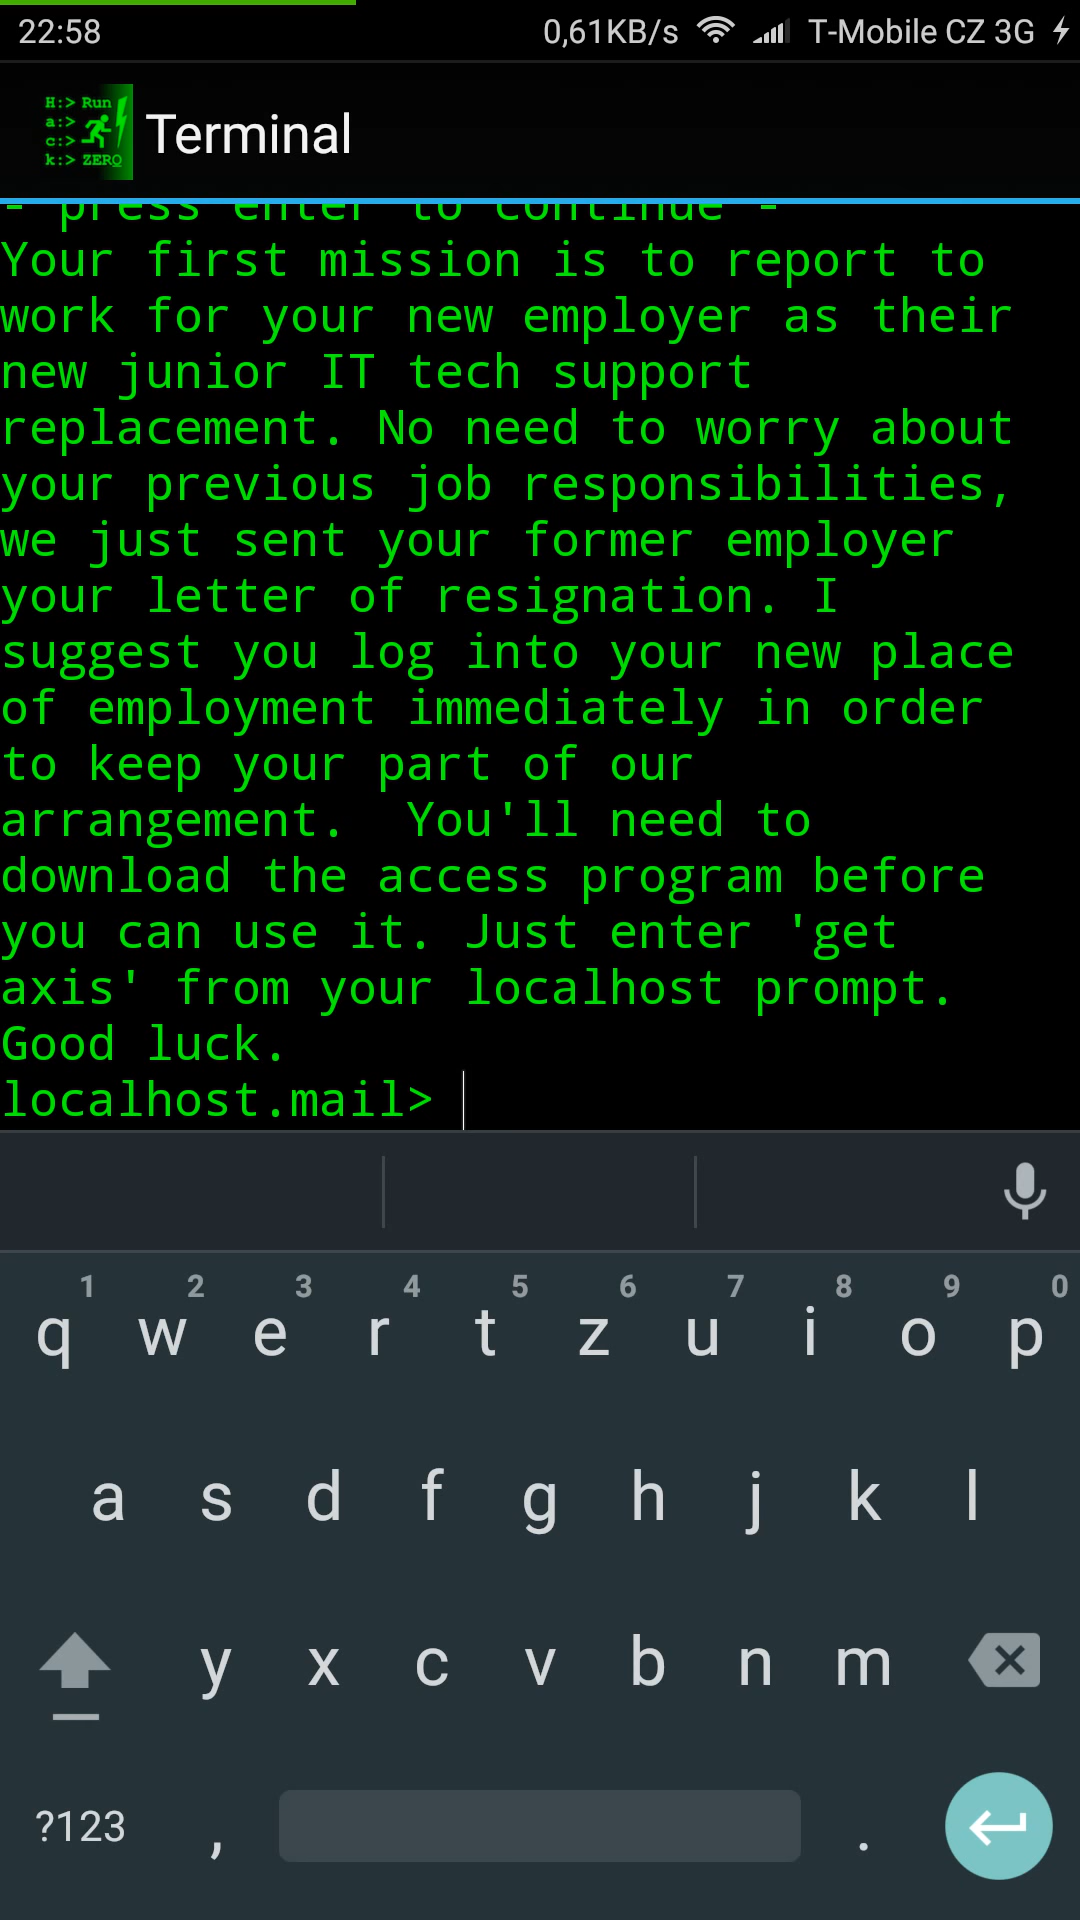 22:58 0,61KB/s T-Mobile CZ 3G
H:> Run
a:>
c:>
k:> ZERO
Terminal
- press enter to continue -
Your first mission is to report to
work for your new employer as their
new junior IT tech support
replacement. No need to worry about
your previous job responsibilities,
we just sent your former employer
your letter of resignation. I
suggest you log into your new place
of employment immediately in order
to keep your part of our
arrangement.  You'll need to
download the access program before
you can use it. Just enter 'get
axis' from your localhost prompt.
Good luck.
localhost.mail>
1 2 3 4 5 6 7 8 9 0
q w e r t z u i o p
a s d f g h j k l
y x c v b n m
?123 , .